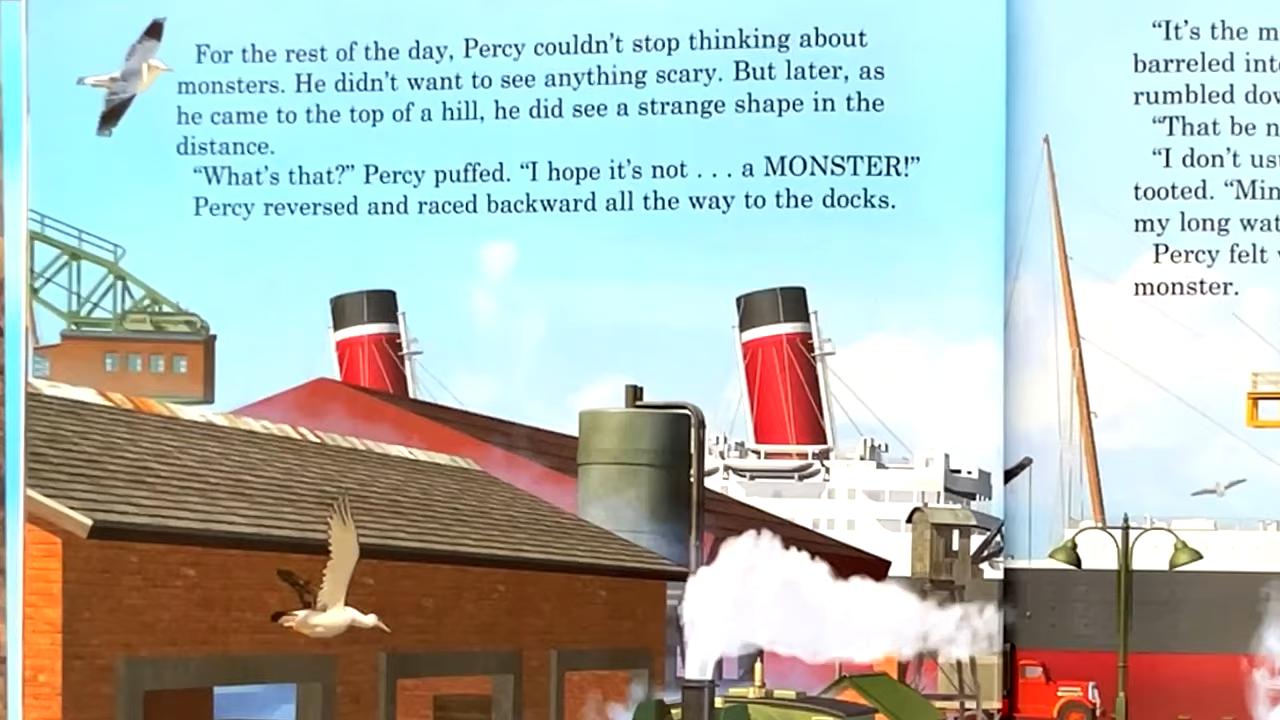 For the rest of the day, Percy couldn't stop thinking about
monsters. He didn't want to see anything scary. But later, as
he came to the top of a hill, he did see a strange shape in the
distance.
“What's that?” Percy puffed. “I hope it's not . . . a MONSTER!”
Percy reversed and raced backward all the way to the docks.
“It's the
barreled
rumbled
“That be
“I don't
tooted.
my long
Percy felt
monster.